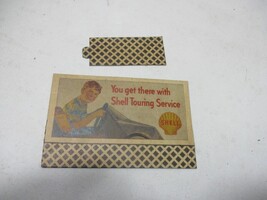 You get there with
Shell Touring Service
SHELL